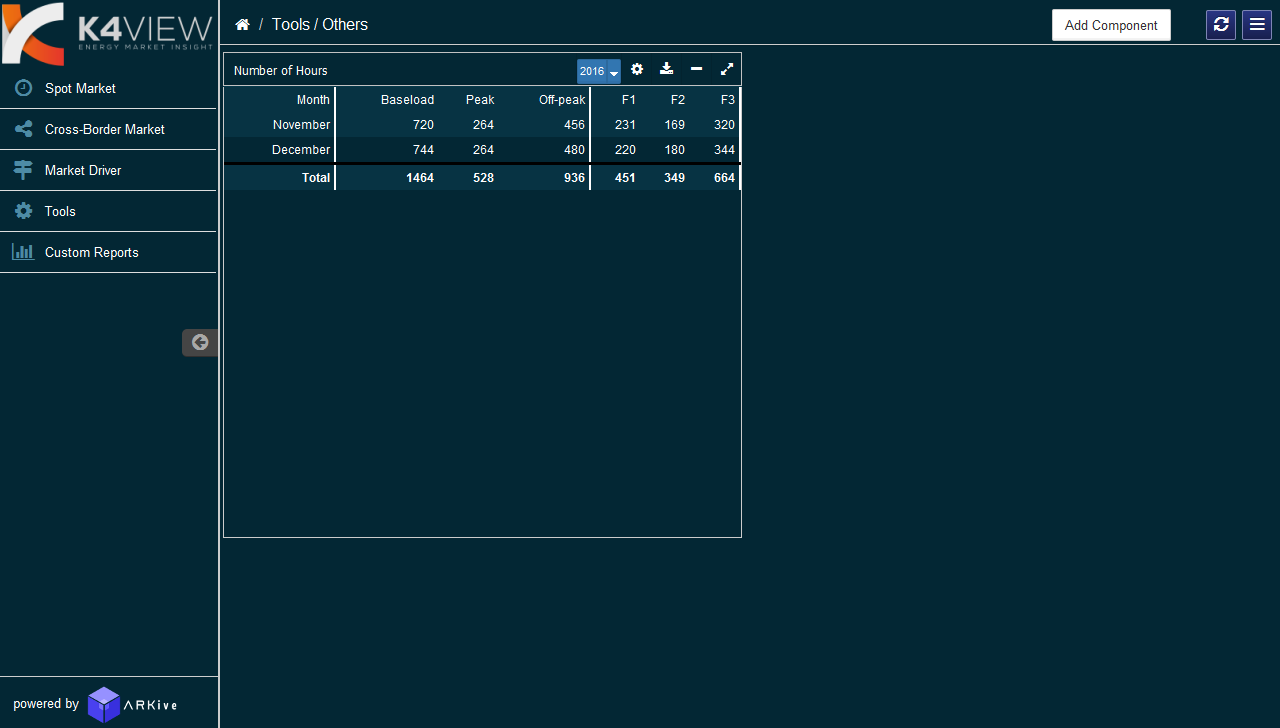 K4VIEW
ENERGY MARKET INSIGHT
/ Tools / Others
Add Component
Spot Market
Cross-Border Market
Market Driver
Tools
Custom Reports
Number of Hours 2016
Month Baseload Peak Off-peak F1 F2 F3
November 720 264 456 231 169 320
December 744 264 480 220 180 344
Total 1464 528 936 451 349 664
powered by ARKive